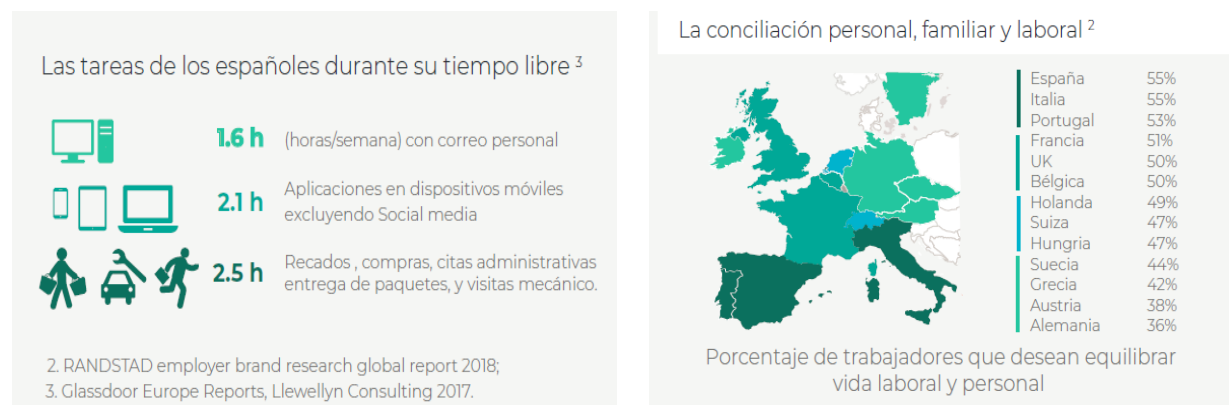 Las tareas de los españoles durante su tiempo libre ³
1.6 h (horas/semana) con correo personal
2.1 h Aplicaciones en dispositivos móviles
excluyendo Social media
2.5 h Recados , compras, citas administrativas
entrega de paquetes, y visitas mecánico.
2. RANDSTAD employer brand research global report 2018;
3. Glassdoor Europe Reports, Llewellyn Consulting 2017.
La conciliación personal, familiar y laboral ²
España 55%
Italia 55%
Portugal 53%
Francia 51%
UK 50%
Bélgica 50%
Holanda 49%
Suiza 47%
Hungria 47%
Suecia 44%
Grecia 42%
Austria 38%
Alemania 36%
Porcentaje de trabajadores que desean equilibrar
vida laboral y personal